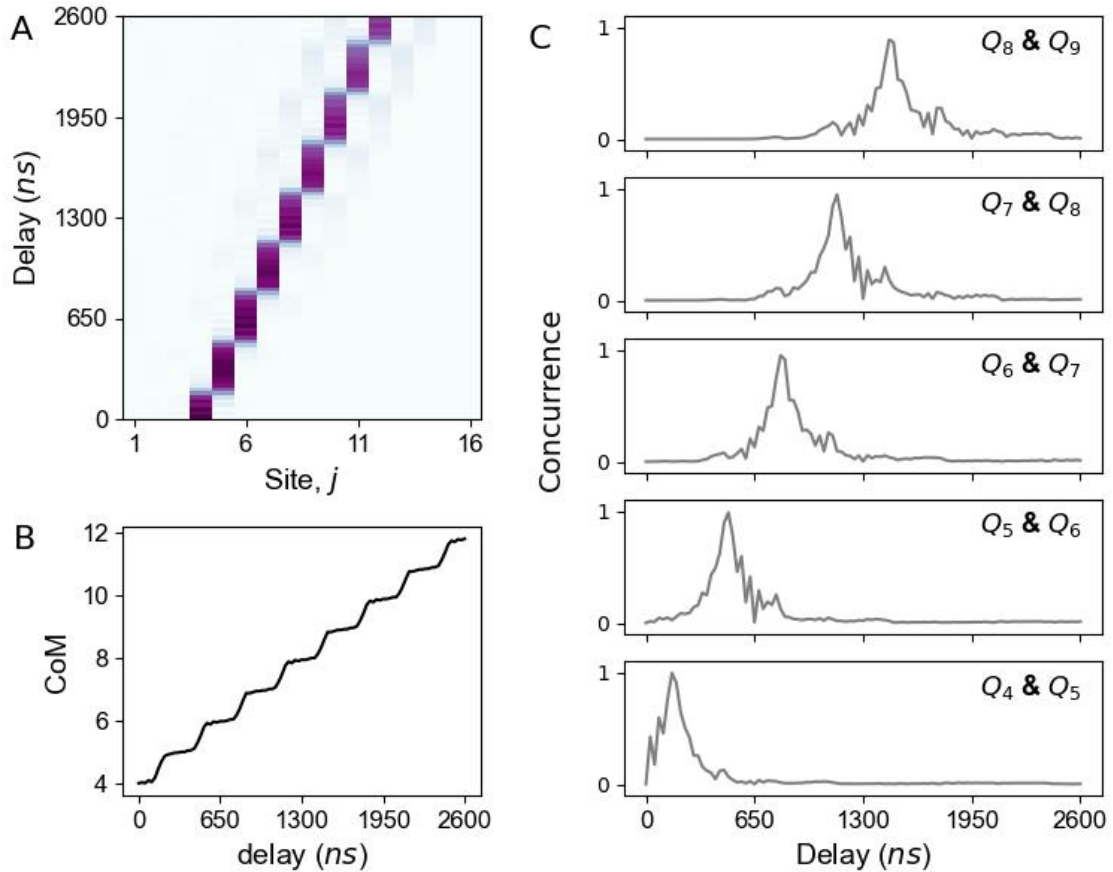 A
2600
1950
1300
650
0
Delay (ns)
1 6 11 16
Site, j
B
12
10
8
6
4
CoM
0 650 1300 1950 2600
delay (ns)
C
Concurrence
1
0
Q₈ & Q₉
1
0
Q₇ & Q₈
1
0
Q₆ & Q₇
1
0
Q₅ & Q₆
1
0
Q₄ & Q₅
0 650 1300 1950 2600
Delay (ns)